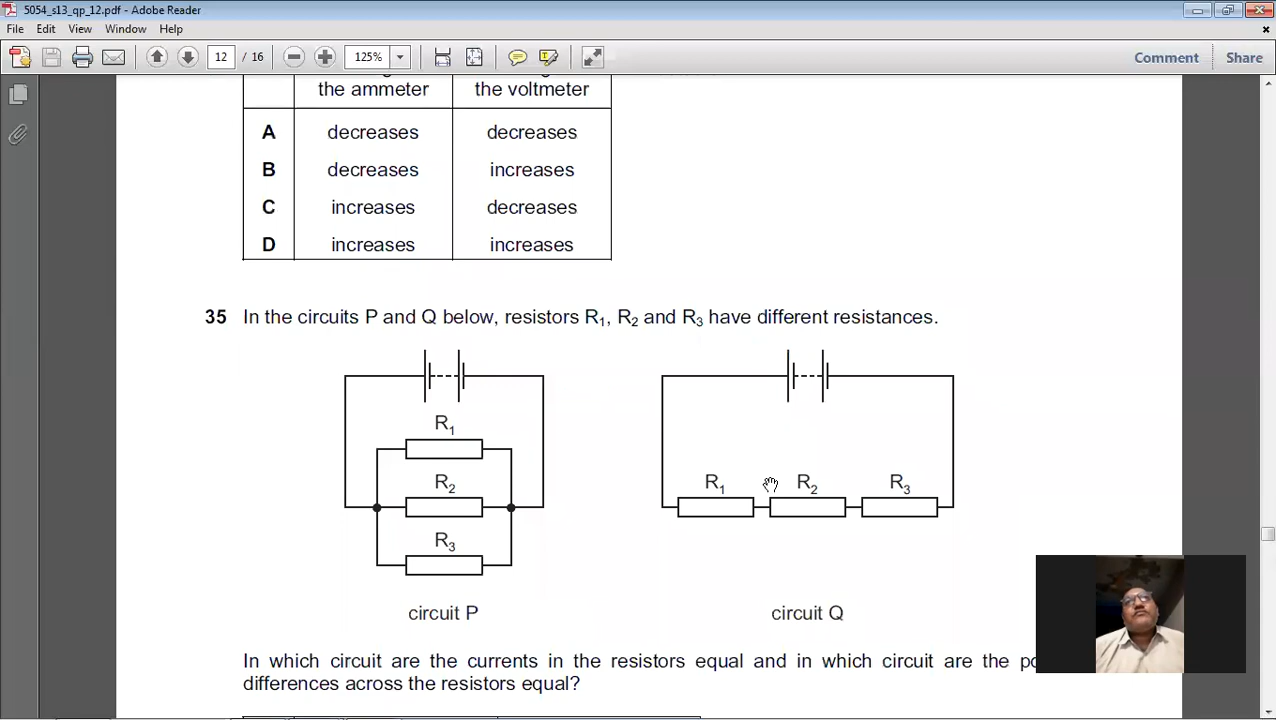 5054_s13_qp_12.pdf - Adobe Reader
File Edit View Window Help
12 / 16 125% Comment Share
the ammeter the voltmeter
A decreases decreases
B decreases increases
C increases decreases
D increases increases
35 In the circuits P and Q below, resistors R1, R2 and R3 have different resistances.
R1
R2
R3
circuit P
R1 R2 R3
circuit Q
In which circuit are the currents in the resistors equal and in which circuit are the
differences across the resistors equal?